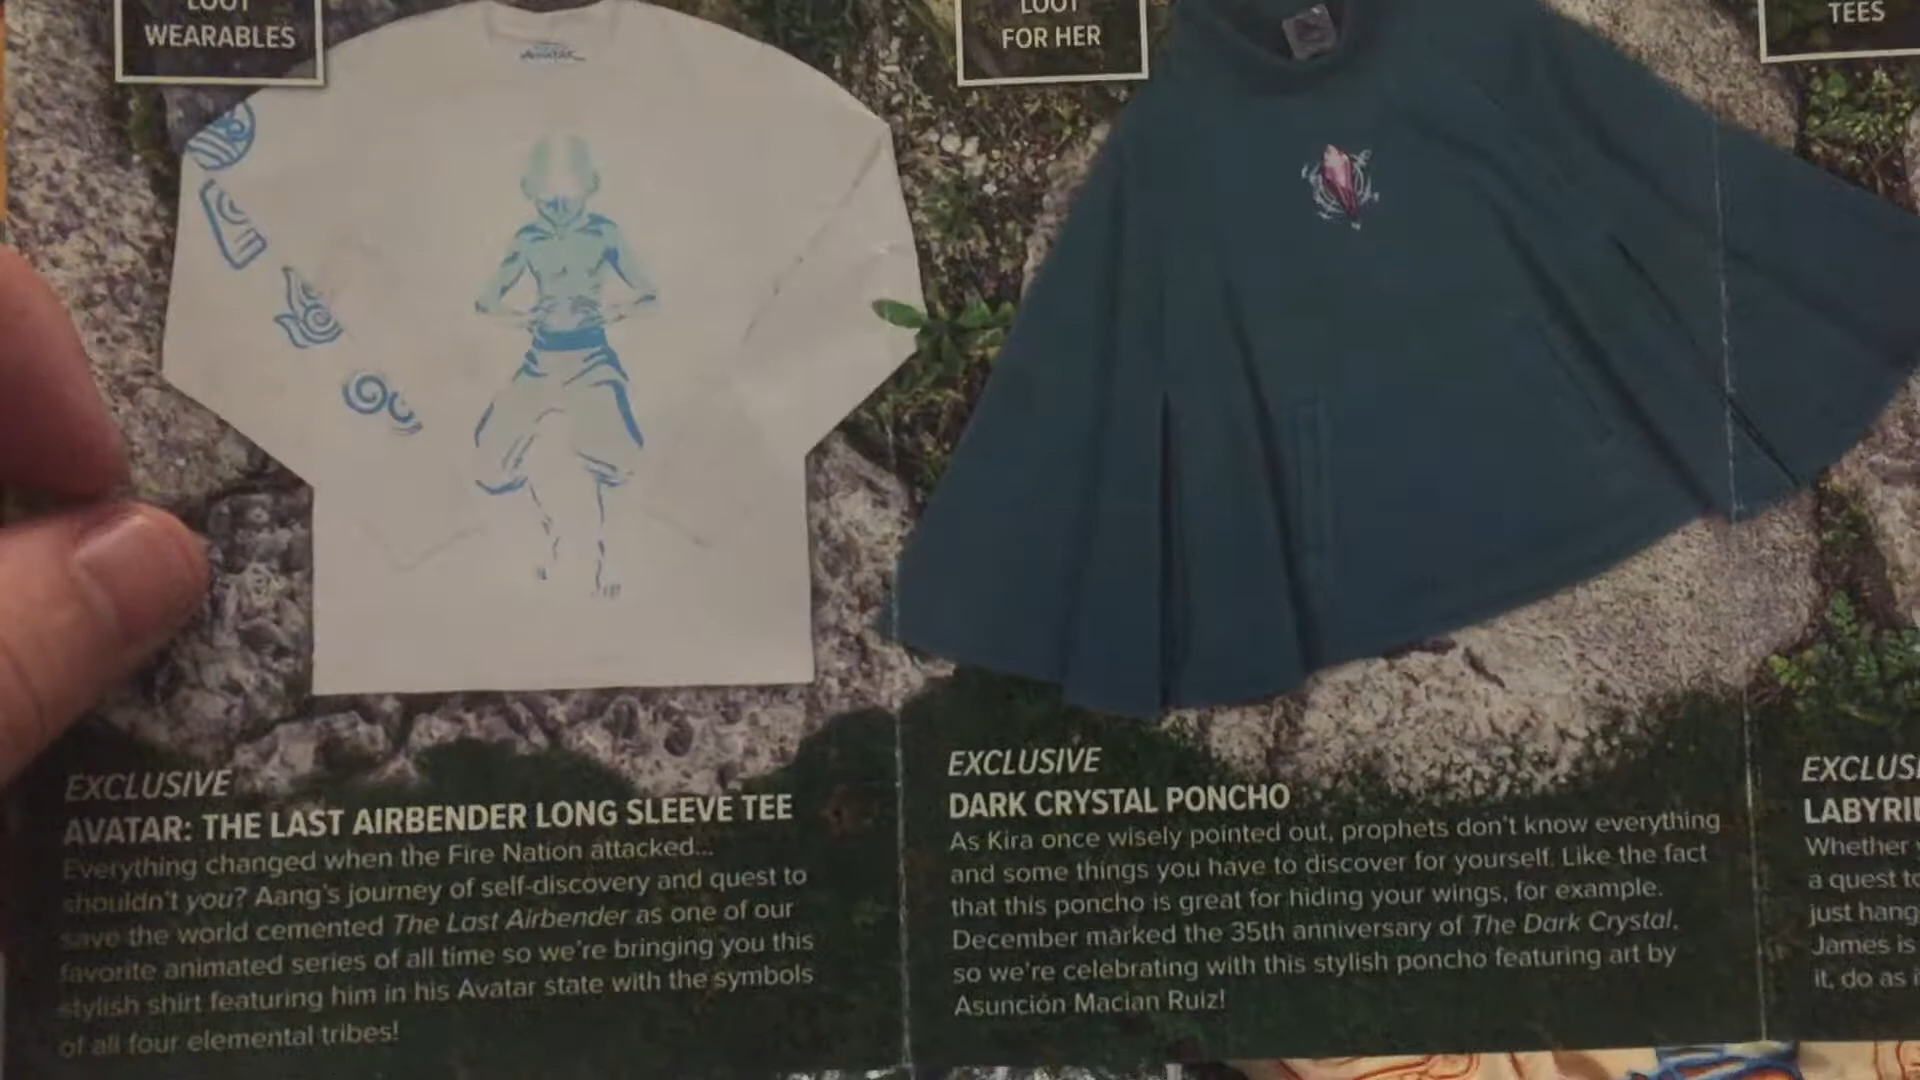 LOOT
WEARABLES
AVATAR
EXCLUSIVE
AVATAR: THE LAST AIRBENDER LONG SLEEVE TEE
Everything changed when the Fire Nation attacked...
shouldn't you? Aang's journey of self-discovery and quest to
save the world cemented The Last Airbender as one of our
favorite animated series of all time so we're bringing you this
stylish shirt featuring him in his Avatar state with the symbols
of all four elemental tribes!
LOOT
FOR HER
EXCLUSIVE
DARK CRYSTAL PONCHO
As Kira once wisely pointed out, prophets don't know everything
and some things you have to discover for yourself. Like the fact
that this poncho is great for hiding your wings, for example.
December marked the 35th anniversary of The Dark Crystal,
so we're celebrating with this stylish poncho featuring art by
Asunción Macian Ruiz!
TEES
EXCLUS
LABYRI
Whether
a quest to
just hang
James is
it, do as